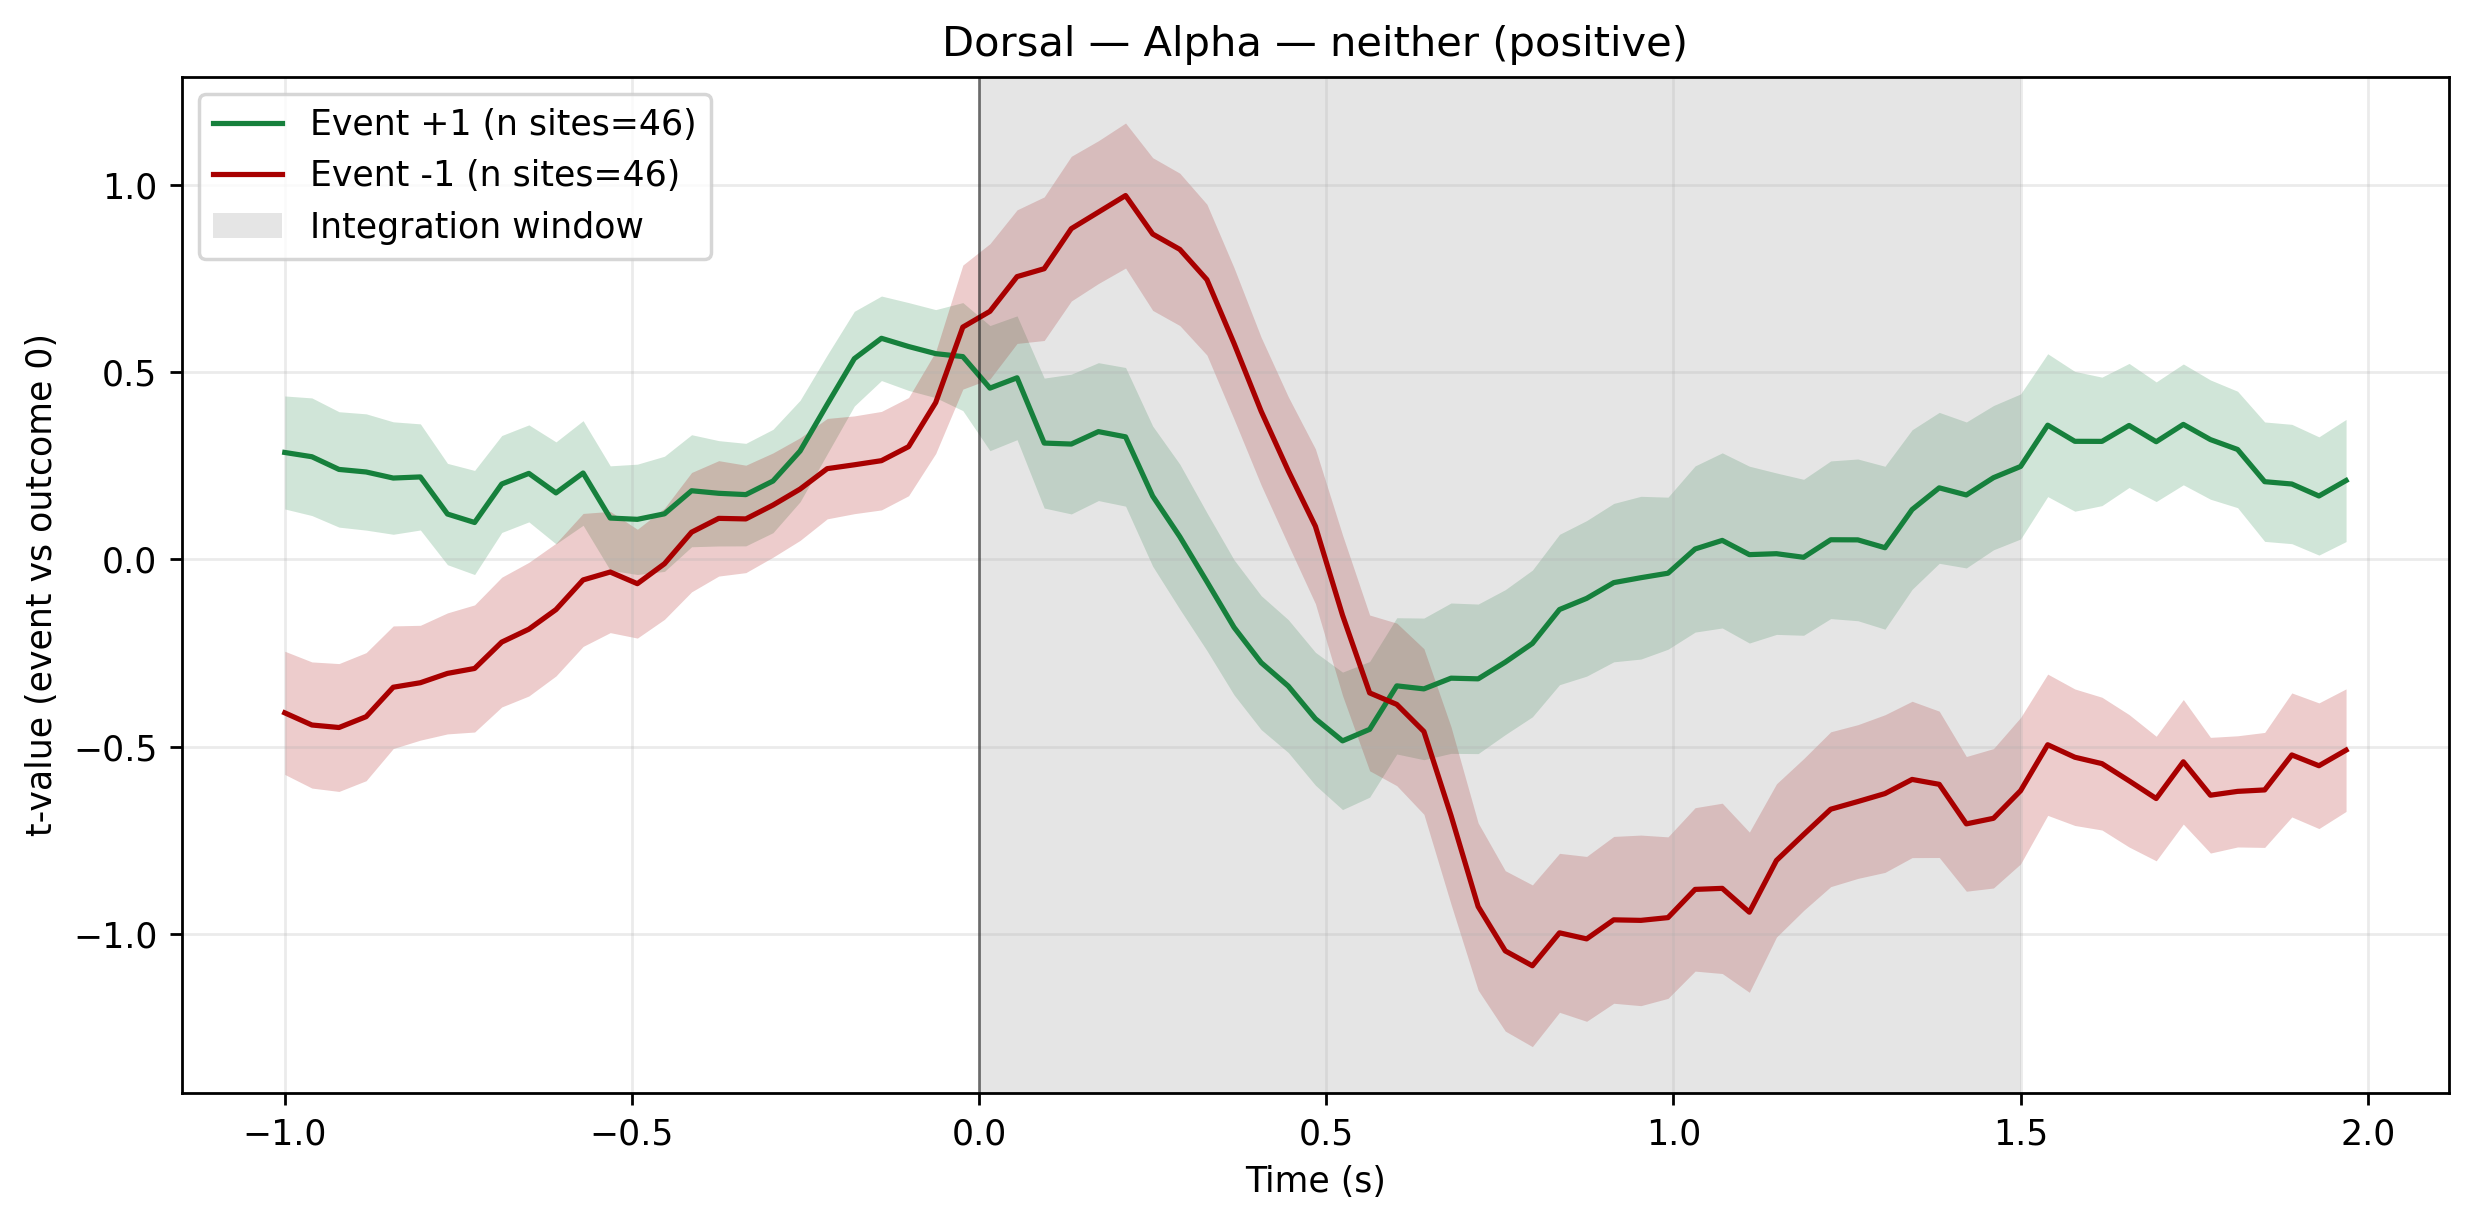 Dorsal — Alpha — neither (positive)
Event +1 (n sites=46)
Event -1 (n sites=46)
Integration window
t-value (event vs outcome 0)
1.0
0.5
0.0
−0.5
−1.0
−1.0 −0.5 0.0 0.5 1.0 1.5 2.0
Time (s)